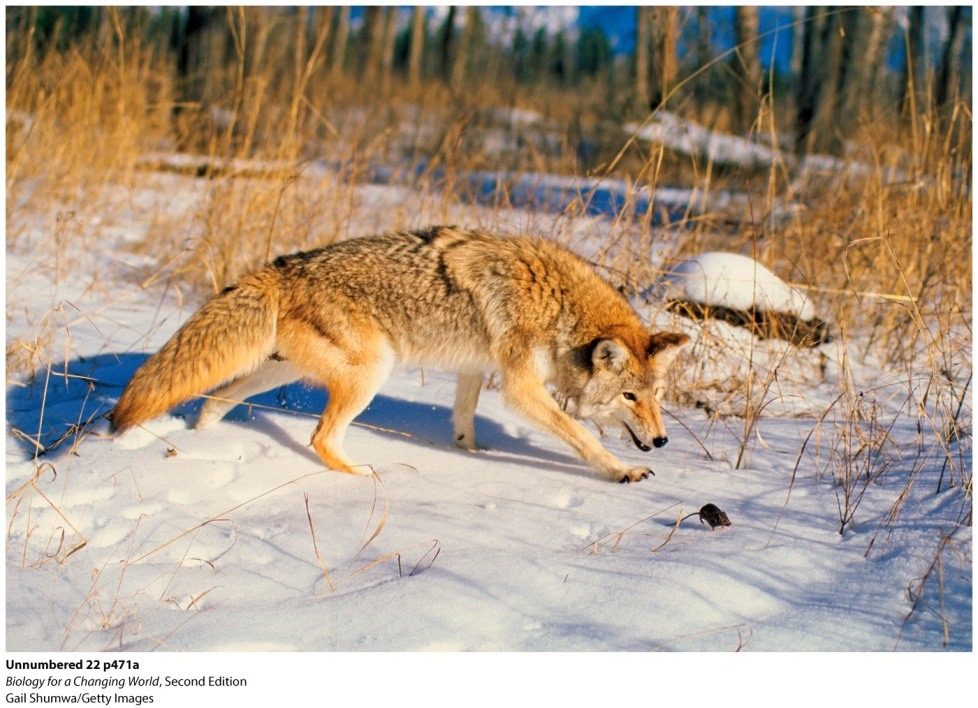 Unnumbered 22 p471a
Biology for a Changing World, Second Edition
Gail Shumwa/Getty Images